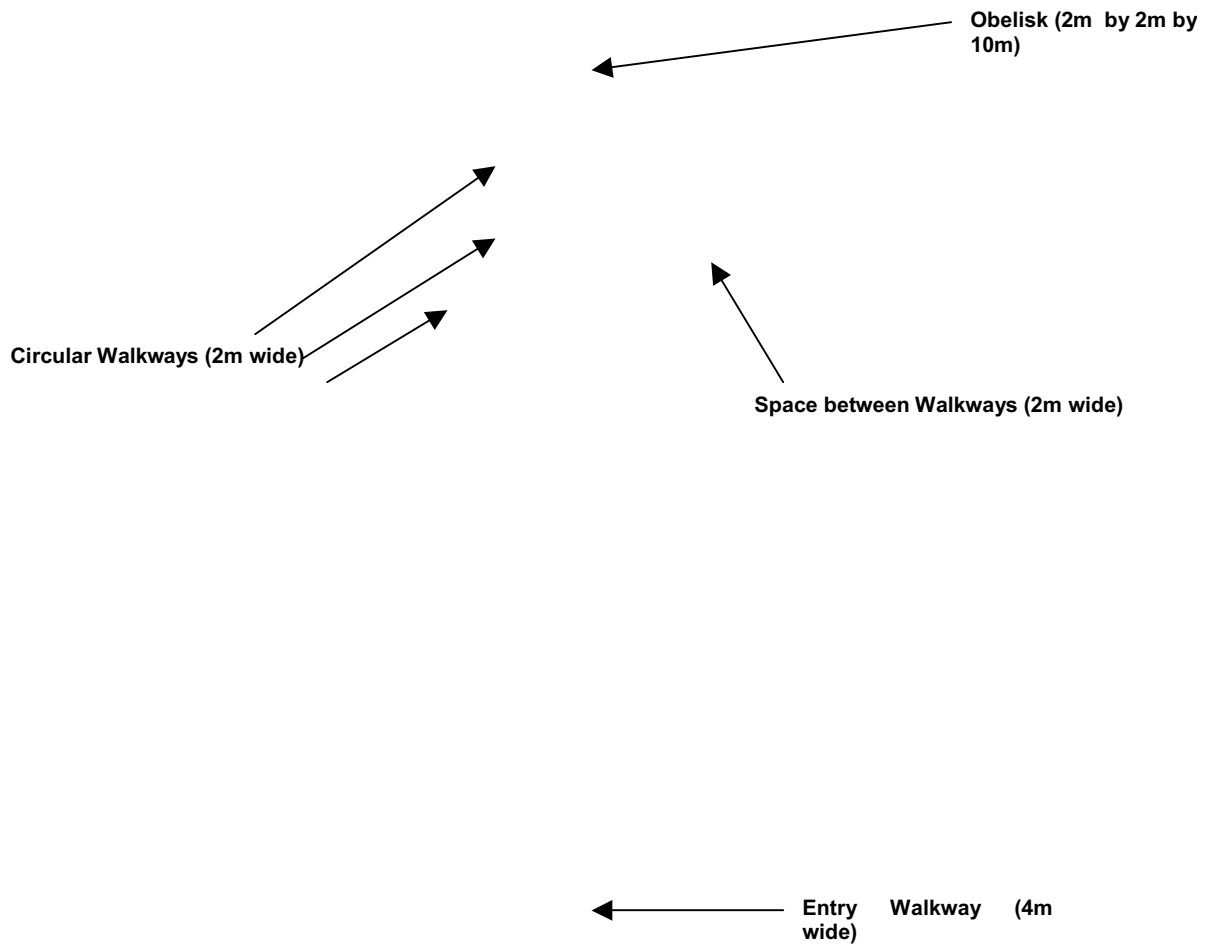 Obelisk (2m by 2m by
10m)
Circular Walkways (2m wide)
Space between Walkways (2m wide)
Entry Walkway (4m
wide)